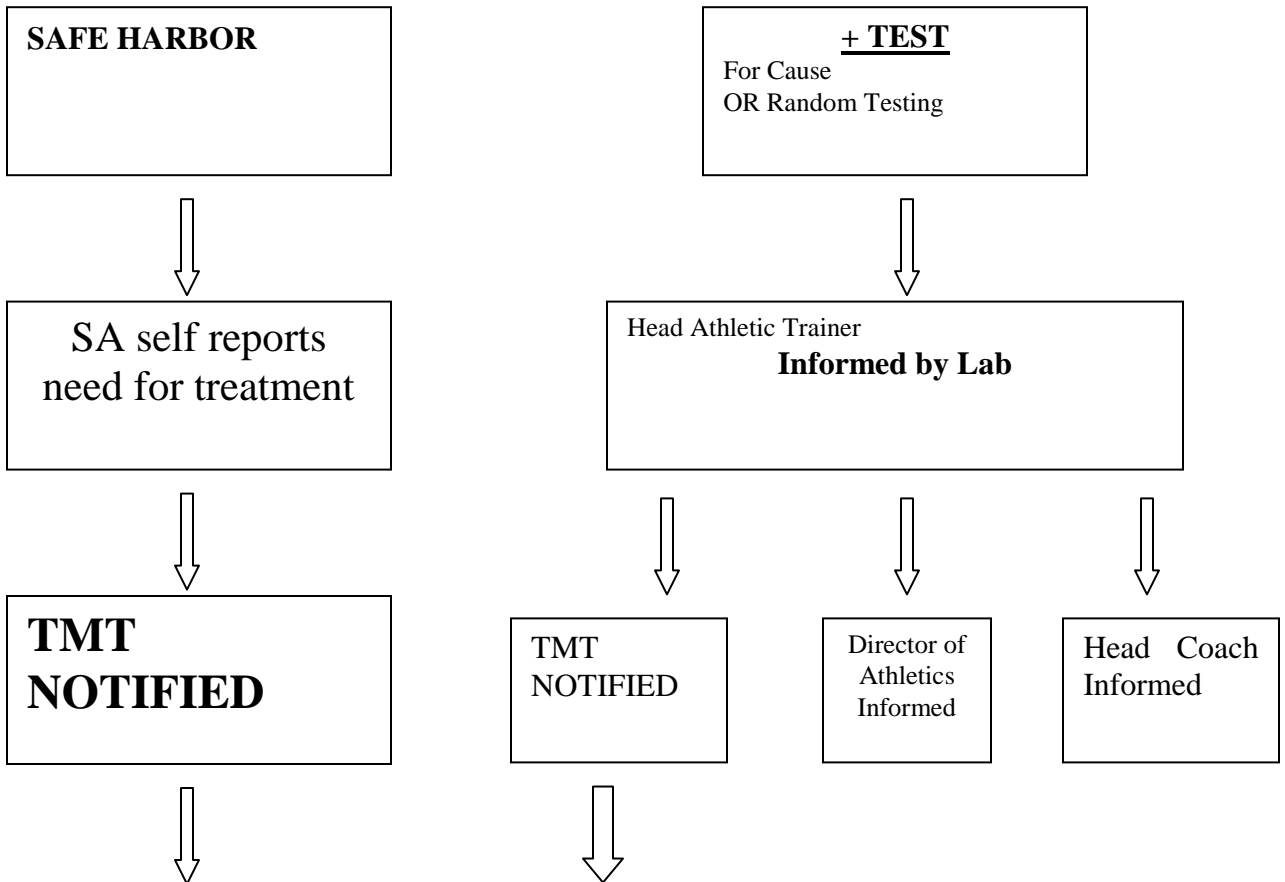 SAFE HARBOR
+ TEST
For Cause
OR Random Testing
SA self reports
need for treatment
Head Athletic Trainer
Informed by Lab
TMT
NOTIFIED
TMT
NOTIFIED
Director of
Athletics
Informed
Head Coach
Informed